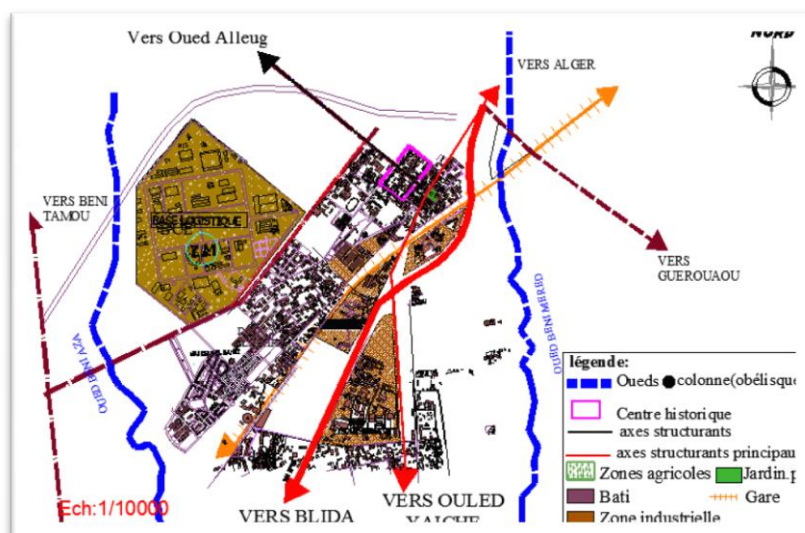 NORD
Vers Oued Alleug
VERS ALGER
VERS BENI
TAMOU
BASE LOGISTIQUE
VERS
GUEROUAOU
OUED BENI AZA
OUED BENI MERED
légende:
Oueds
colonne(obélisque
Centre historique
axes structurants
axes structurants principau
Zones agricoles
Jardin.p
Bati
Gare
Zone industrielle
Ech:1/10000
VERS BLIDA
VERS OULED
YAICHE